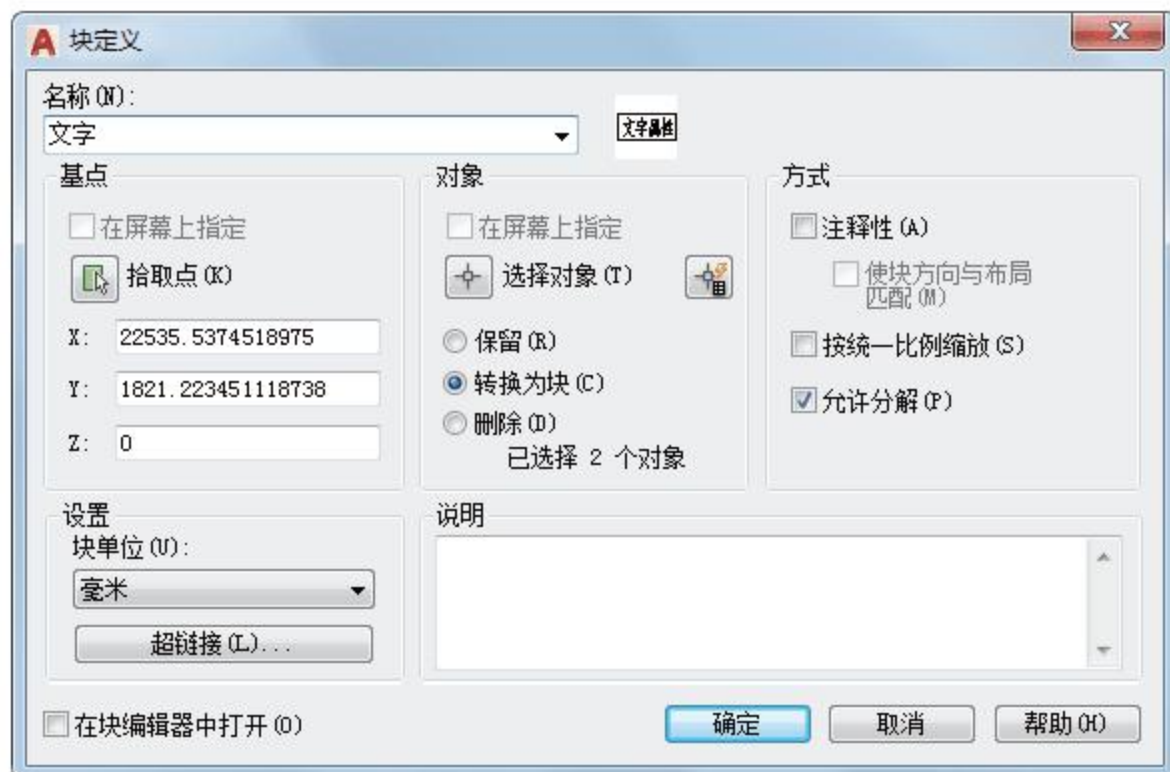 块定义
名称(N):
文字
文字属性
基点
在屏幕上指定
拾取点(K)
X: 22535.5374518975
Y: 1821.223451118738
Z: 0
对象
在屏幕上指定
选择对象(T)
保留(R)
转换为块(C)
删除(D)
已选择 2 个对象
方式
注释性(A)
使块方向与布局
匹配(M)
按统一比例缩放(S)
允许分解(P)
设置
块单位(U):
毫米
超链接(L)...
说明
在块编辑器中打开(O)
确定
取消
帮助(H)